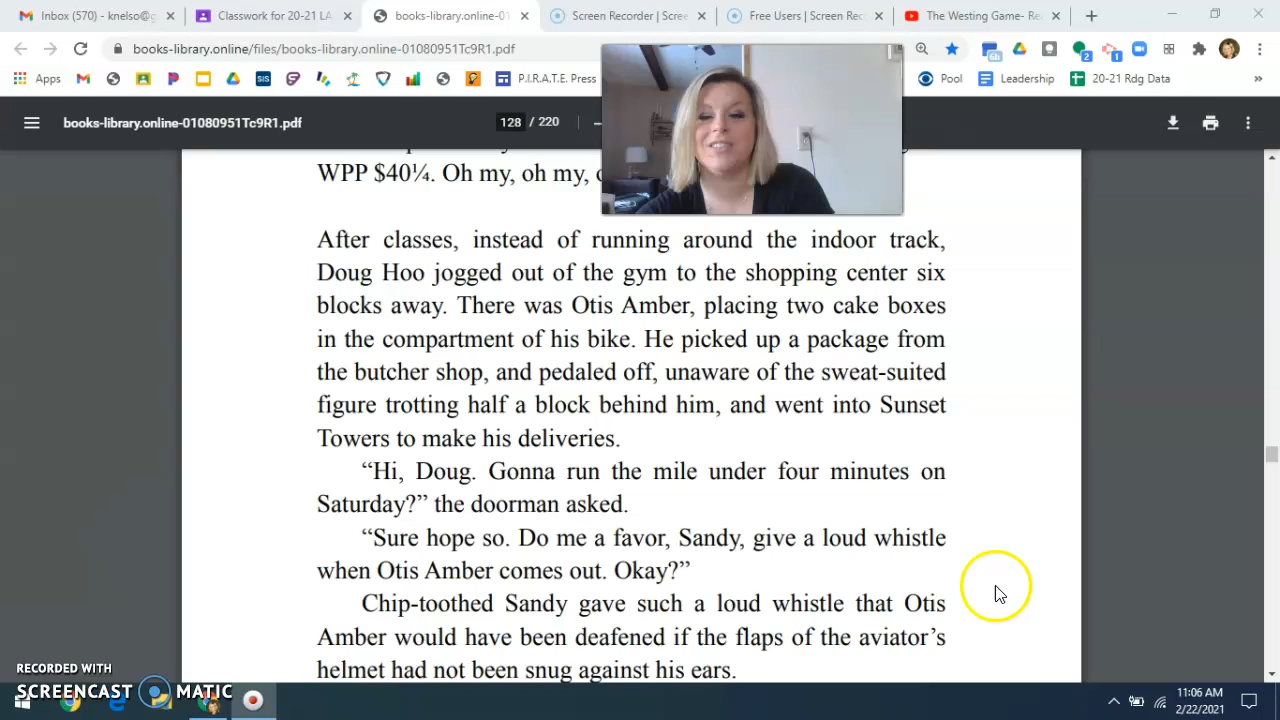 Inbox (570) - knelso@g
Classwork for 20-21 LA
books-library.online-01
Screen Recorder | Scree
Free Users | Screen Rec
The Westing Game- Re
books-library.online/files/books-library.online-01080951Tc9R1.pdf
Apps
SIS
P.I.R.A.T.E. Press
Pool
Leadership
20-21 Rdg Data
books-library.online-01080951Tc9R1.pdf
128 / 220
WPP $40¼. Oh my, oh my,
After classes, instead of running around the indoor track,
Doug Hoo jogged out of the gym to the shopping center six
blocks away. There was Otis Amber, placing two cake boxes
in the compartment of his bike. He picked up a package from
the butcher shop, and pedaled off, unaware of the sweat-suited
figure trotting half a block behind him, and went into Sunset
Towers to make his deliveries.
“Hi, Doug. Gonna run the mile under four minutes on
Saturday?” the doorman asked.
“Sure hope so. Do me a favor, Sandy, give a loud whistle
when Otis Amber comes out. Okay?”
Chip-toothed Sandy gave such a loud whistle that Otis
Amber would have been deafened if the flaps of the aviator’s
helmet had not been snug against his ears.
RECORDED WITH
SCREENCAST MATIC
11:06 AM
2/22/2021